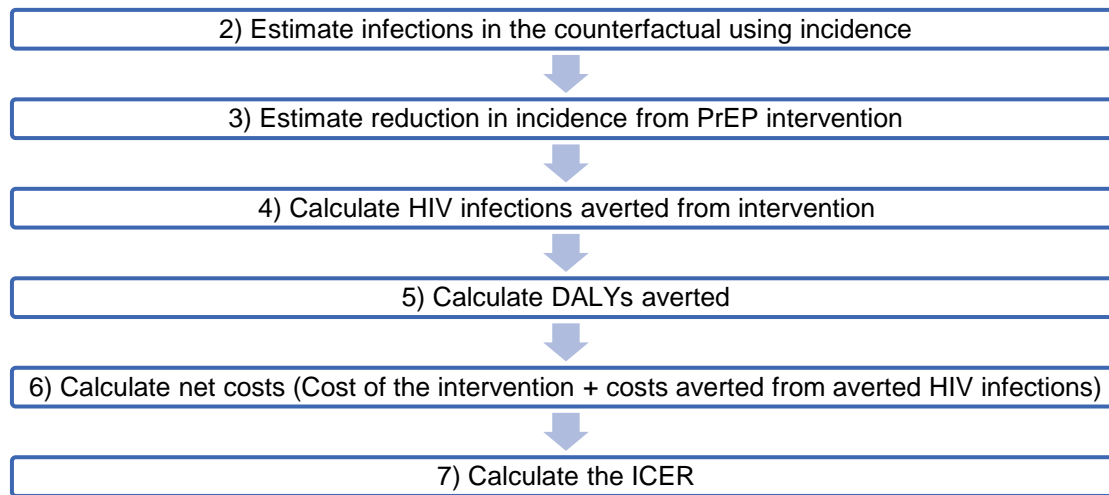 2) Estimate infections in the counterfactual using incidence
3) Estimate reduction in incidence from PrEP intervention
4) Calculate HIV infections averted from intervention
5) Calculate DALYs averted
6) Calculate net costs (Cost of the intervention + costs averted from averted HIV infections)
7) Calculate the ICER